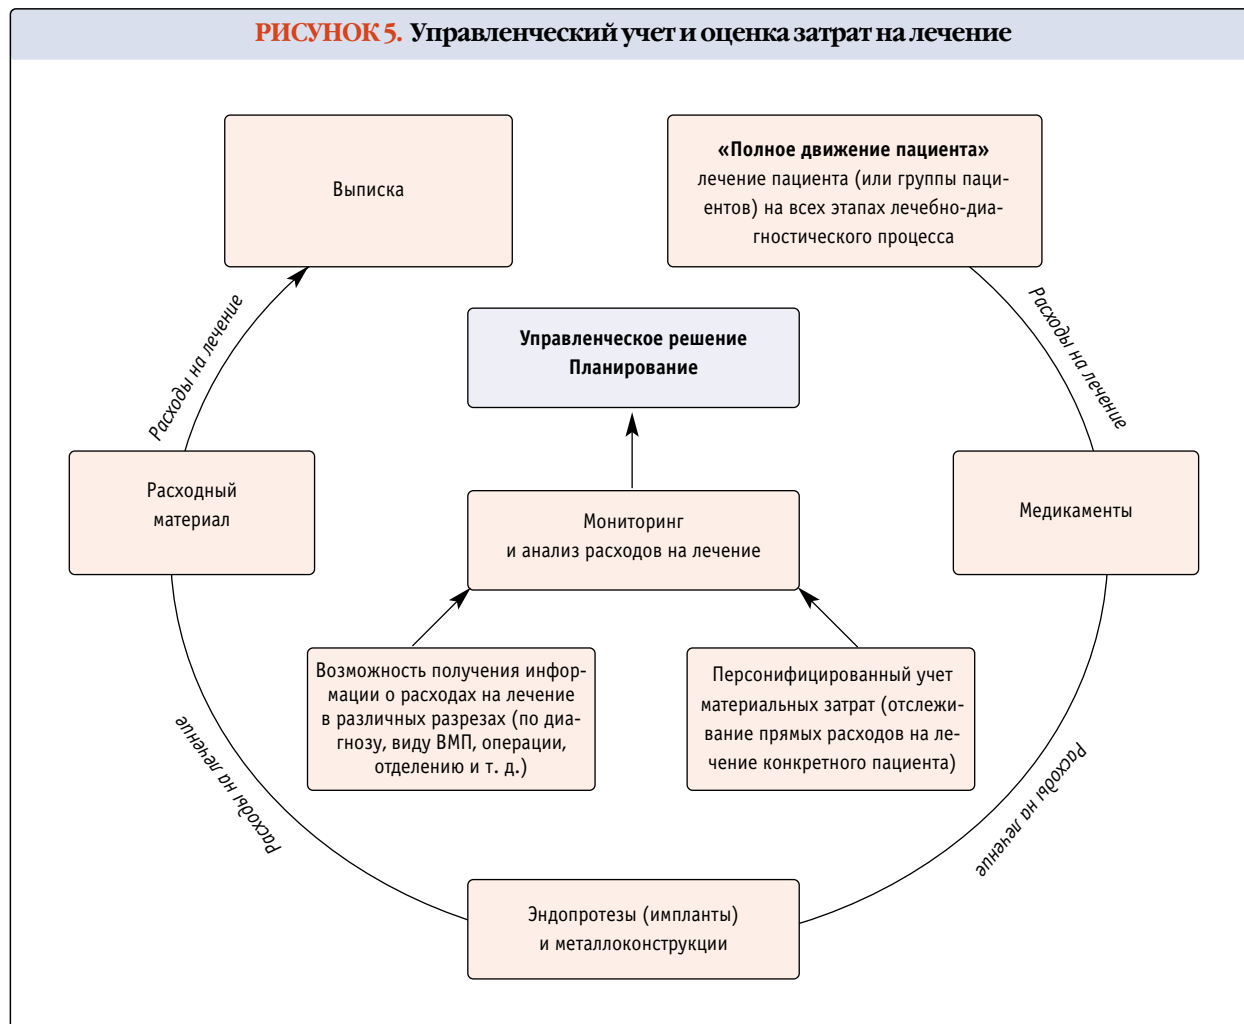 РИСУНОК 5. Управленческий учет и оценка затрат на лечение
Выписка
«Полное движение пациента»
лечение пациента (или группы паци-
ентов) на всех этапах лечебно-диа-
гностического процесса
Расходы на лечение
Расходы на лечение
Управленческое решение
Планирование
Расходный
материал
Мониторинг
и анализ расходов на лечение
Медикаменты
Возможность получения инфор-
мации о расходах на лечение
в различных разрезах (по диа-
гнозу, виду ВМП, операции,
отделению и т. д.)
Персонифицированный учет
материальных затрат (отслежи-
вание прямых расходов на ле-
чение конкретного пациента)
Расходы на лечение
Расходы на лечение
Эндопротезы (импланты)
и металлоконструкции